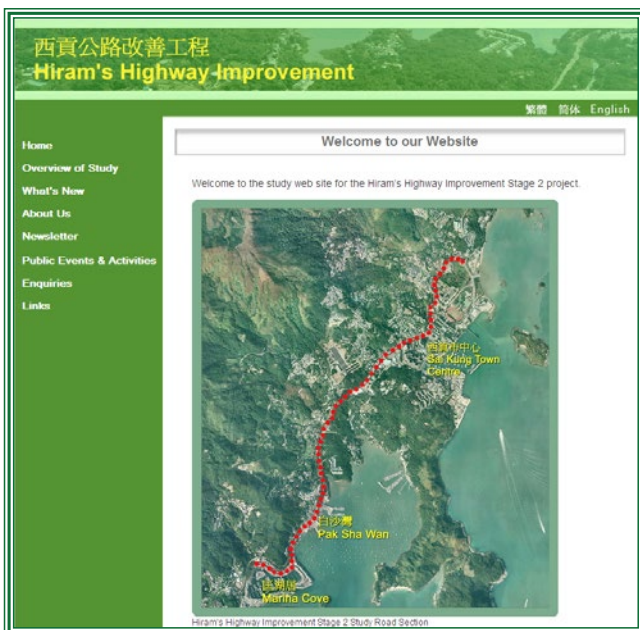 西貢公路改善工程
Hiram's Highway Improvement
繁體 简体 English
Home
Overview of Study
What's New
About Us
Newsletter
Public Events & Activities
Enquiries
Links
Welcome to our Website
Welcome to the study web site for the Hiram's Highway Improvement Stage 2 project.
西貢市中心
Sai Kung Town
Centre
白沙灣
Pak Sha Wan
匡湖居
Marina Cove
Hiram's Highway Improvement Stage 2 Study Road Section